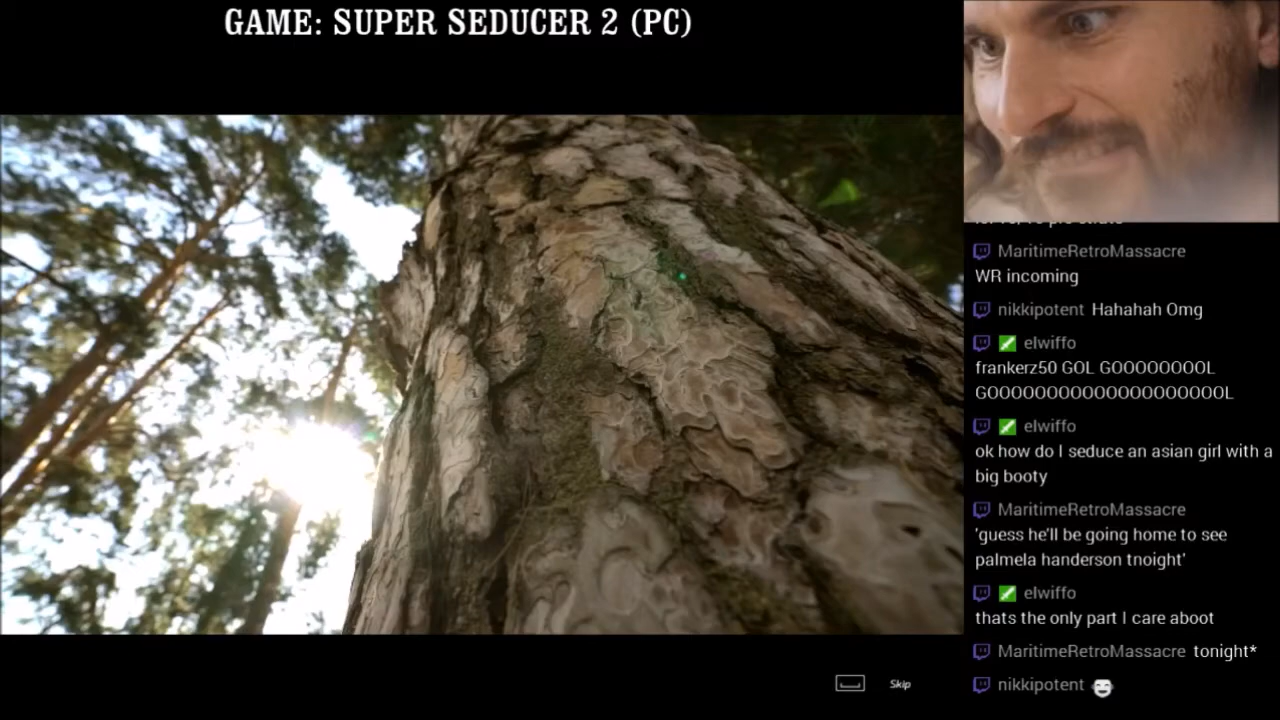 GAME: SUPER SEDUCER 2 (PC)
MaritimeRetroMassacre
WR incoming
nikkipotent Hahahah Omg
elwiffo
frankerz50 GOL GOOOOOOOOL
GOOOOOOOOOOOOOOOOOOOOOL
elwiffo
ok how do I seduce an asian girl with a
big booty
MaritimeRetroMassacre
'guess he'll be going home to see
palmela handerson tnoight'
elwiffo
thats the only part I care aboot
MaritimeRetroMassacre tonight*
nikkipotent
Skip